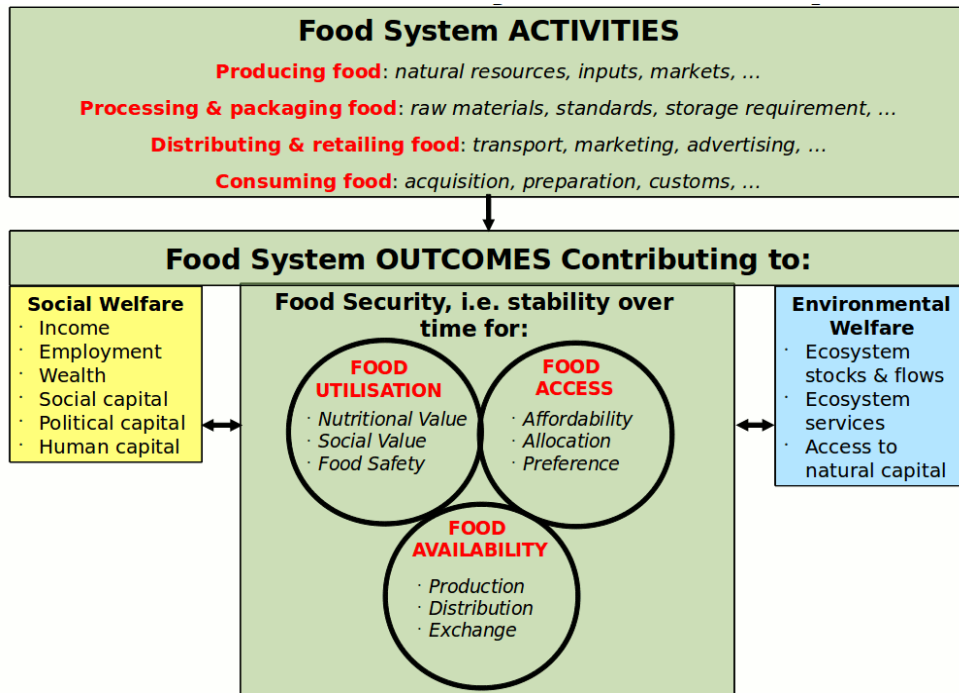 Food System ACTIVITIES
Producing food: natural resources, inputs, markets, …
Processing & packaging food: raw materials, standards, storage requirement, …
Distributing & retailing food: transport, marketing, advertising, …
Consuming food: acquisition, preparation, customs, …
Food System OUTCOMES Contributing to:
Social Welfare
· Income
· Employment
· Wealth
· Social capital
· Political capital
· Human capital
Food Security, i.e. stability over
time for:
FOOD
UTILISATION
· Nutritional Value
· Social Value
· Food Safety
FOOD
ACCESS
· Affordability
· Allocation
· Preference
FOOD
AVAILABILITY
· Production
· Distribution
· Exchange
Environmental
Welfare
· Ecosystem
stocks & flows
· Ecosystem
services
· Access to
natural capital